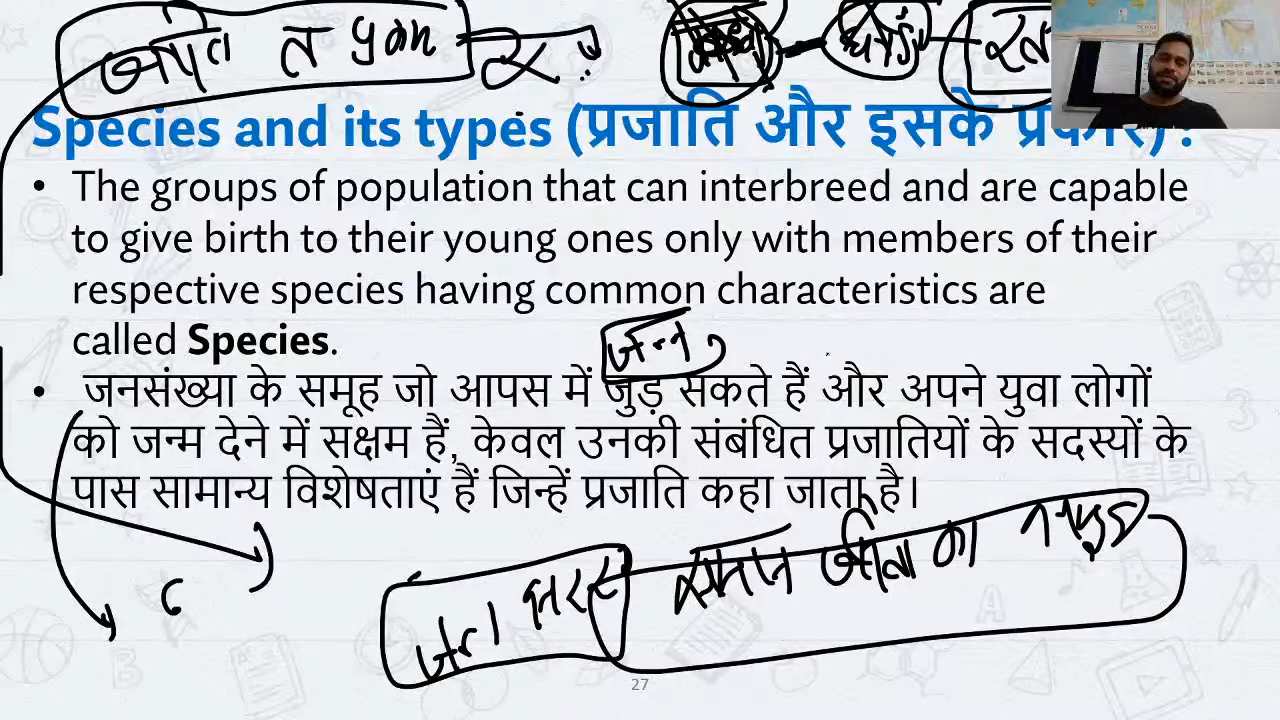 Species and its types (प्रजाति और इसके प्रकार) :
• The groups of population that can interbreed and are capable
to give birth to their young ones only with members of their
respective species having common characteristics are
called Species.
• जनसंख्या के समूह जो आपस में जुड़ सकते हैं और अपने युवा लोगों
को जन्म देने में सक्षम हैं, केवल उनकी संबंधित प्रजातियों के सदस्यों के
पास सामान्य विशेषताएं हैं जिन्हें प्रजाति कहा जाता है।
समान जीवो का समूह
27